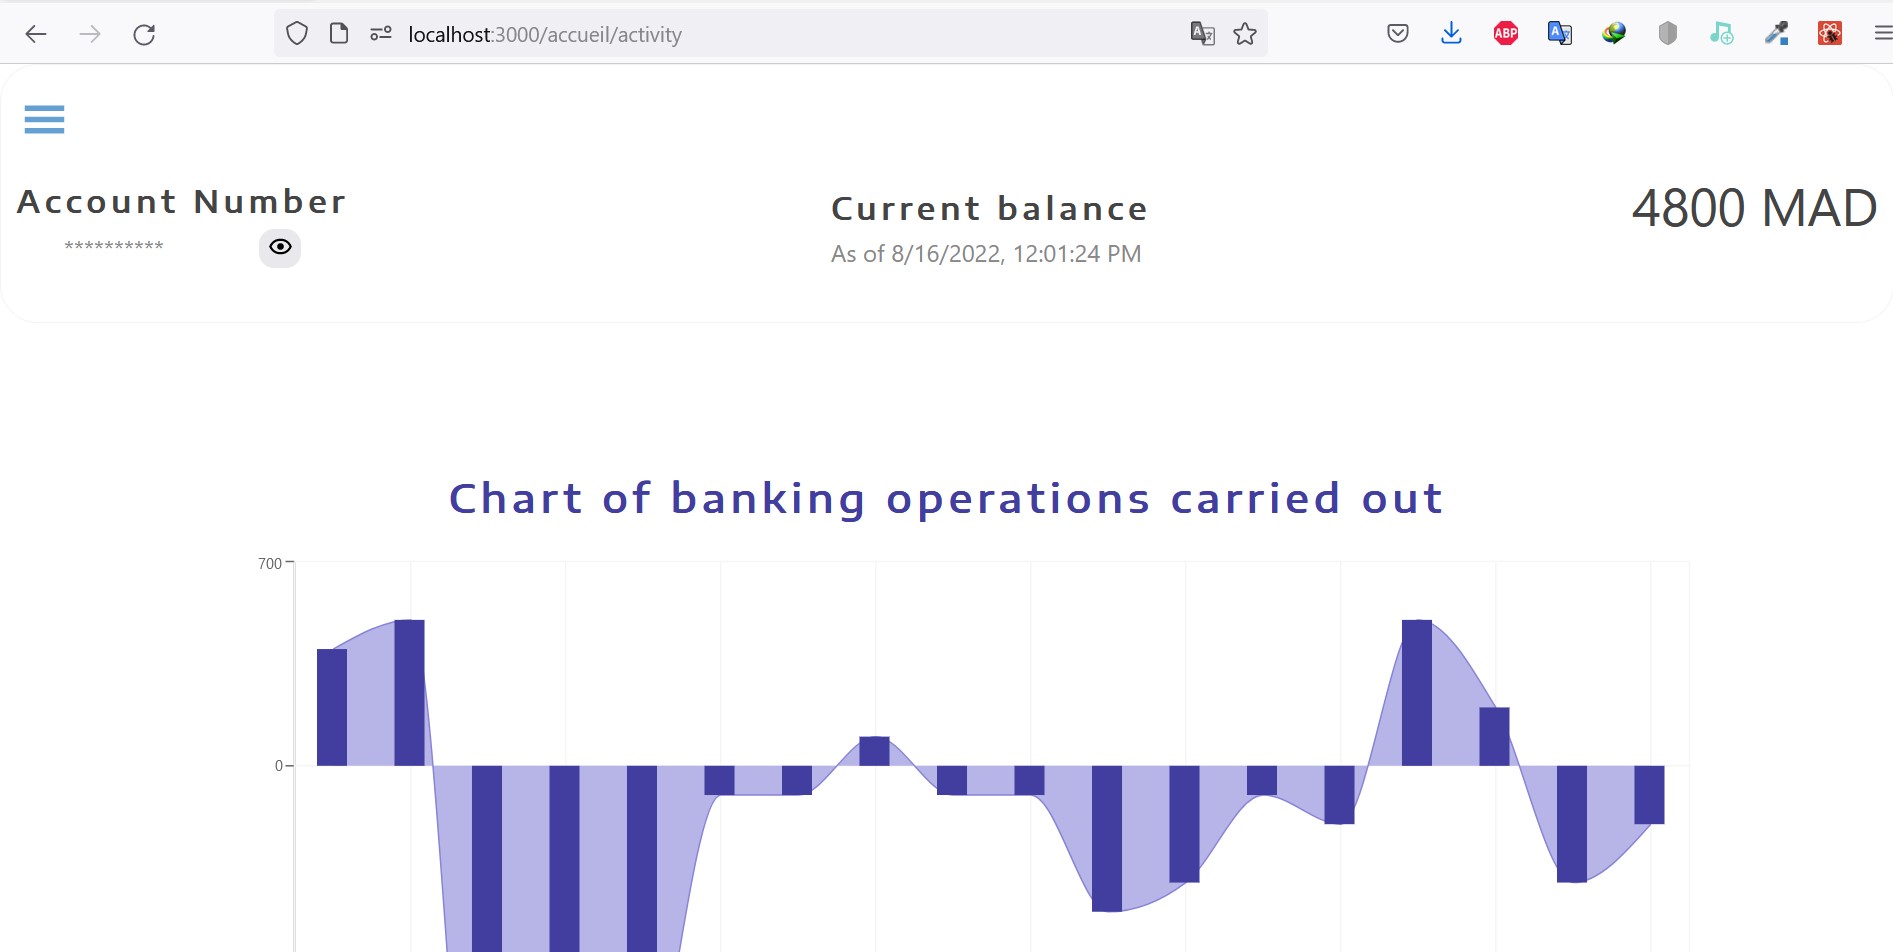 localhost:3000/accueil/activity
ABP
Account Number
**********
Current balance
As of 8/16/2022, 12:01:24 PM
4800 MAD
Chart of banking operations carried out
700
0